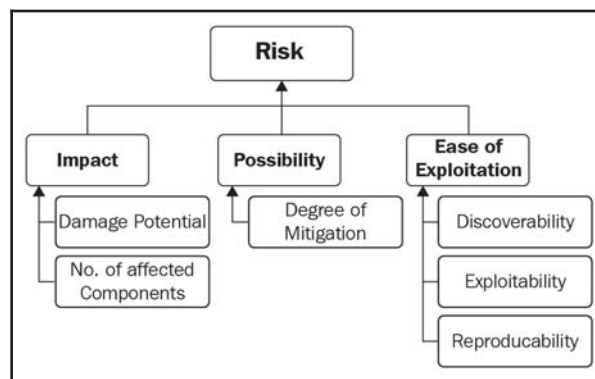 Risk
Impact
Possibility
Ease of
Exploitation
Damage Potential
No. of affected
Components
Degree of
Mitigation
Discoverability
Exploitability
Reproducability